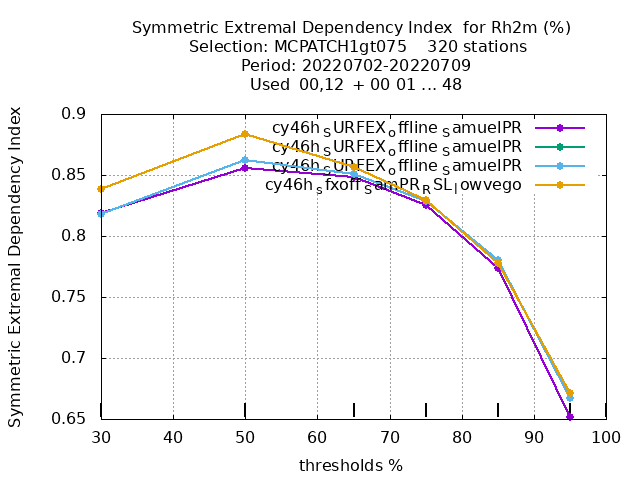 Symmetric Extremal Dependency Index for Rh2m (%)
Selection: MCPATCH1gt075 320 stations
Period: 20220702-20220709
Used 00,12 + 00 01 ... 48
Symmetric Extremal Dependency Index
0.9
0.85
0.8
0.75
0.7
0.65
cy46h_SURFEX_offline_SamuelPR
cy46h_SURFEX_offline_SamuelPR
cy46h_SURFEX_offline_SamuelPR
cy46h_sfxoff_SamPR_RSL_lowvego
30 40 50 60 70 80 90 100
thresholds %